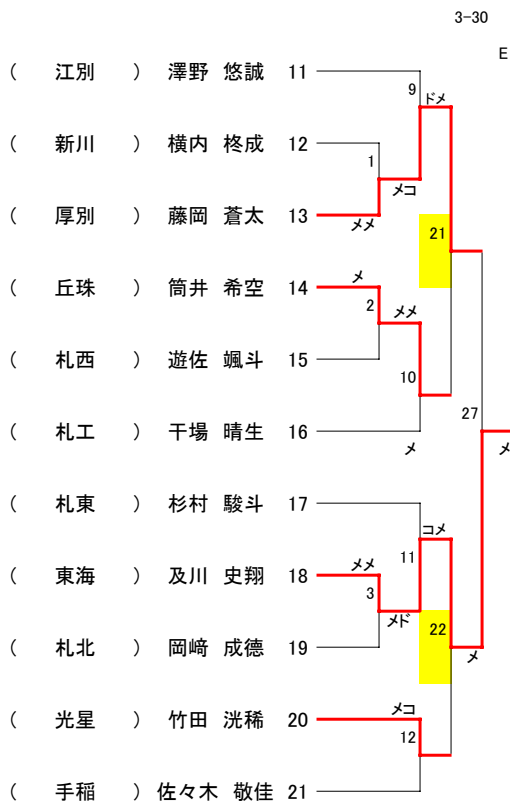 3-30
E
( 江別 ) 澤野 悠誠 11
9 ドメ
( 新川 ) 横内 柊成 12
1
メコ
( 厚別 ) 藤岡 蒼太 13
メメ
21
( 丘珠 ) 筒井 希空 14
メ
2 メメ
( 札西 ) 遊佐 颯斗 15
10
( 札工 ) 干場 晴生 16
メ
27
メ
( 札東 ) 杉村 駿斗 17
コメ
11
( 東海 ) 及川 史翔 18
メメ
3
メド
22
( 札北 ) 岡﨑 成德 19
メ
( 光星 ) 竹田 洸稀 20
メコ
12
( 手稲 ) 佐々木 敬佳 21